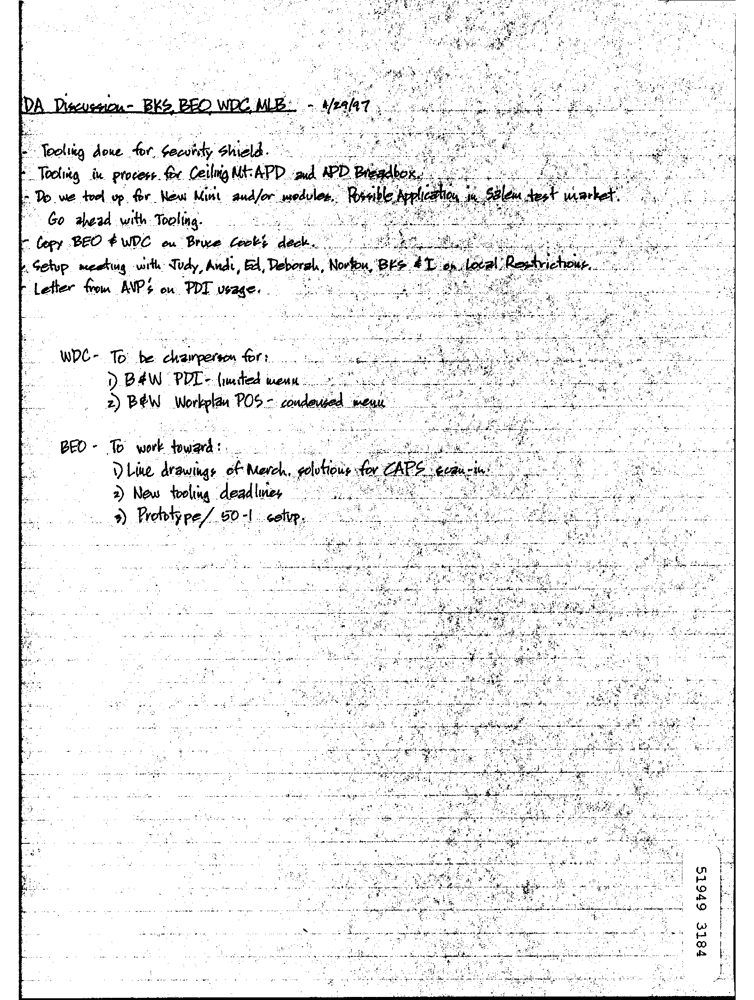 DA Discussion - BKS, BEO, WDC, MLB - 4/29/97
- Tooling done for Security Shield.
- Tooling in process for Ceiling Mt. APD and APD Breadbox.
- Do we tool up for New Mini and/or modules. Possible Application in Salem test market.
Go ahead with Tooling.
- Copy BEO & WDC on Bruce Cook's deck.
- Setup meeting with Judy, Andi, Ed, Deborah, Norton, BKS & I on Local Restrictions.
- Letter from AVP's on PDI usage.
WDC - To be chairperson for:
1) B&W PDI - limited menu
2) B&W Workplan POS - condensed menu
BEO - To work toward:
1) Line drawings of Merch. solutions for CAPS scan-in.
2) New tooling deadlines
3) Prototype / 50-1 setup.
51949 3184